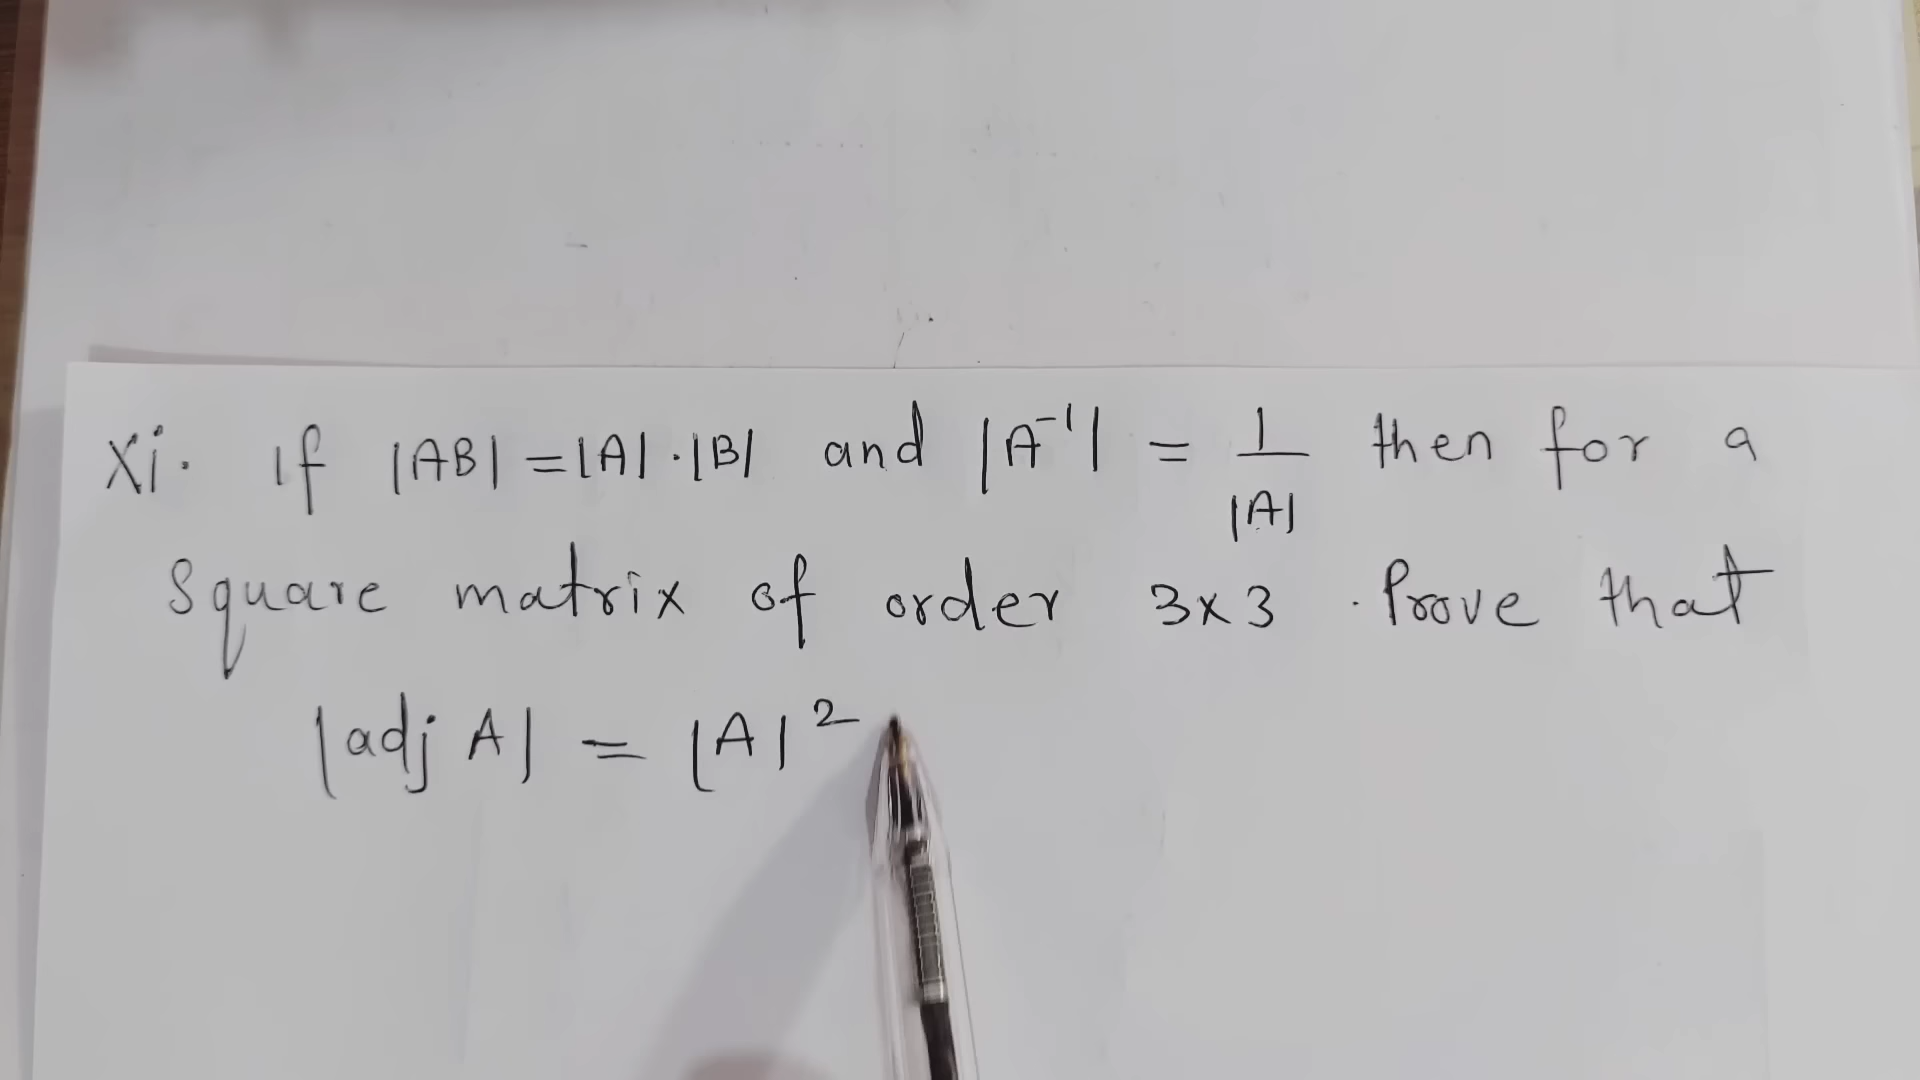 Xi. if |AB| = |A| · |B| and |A⁻¹| = 1/|A| then for a
Square matrix of order 3x3 . Prove that
|adj A| = |A|²